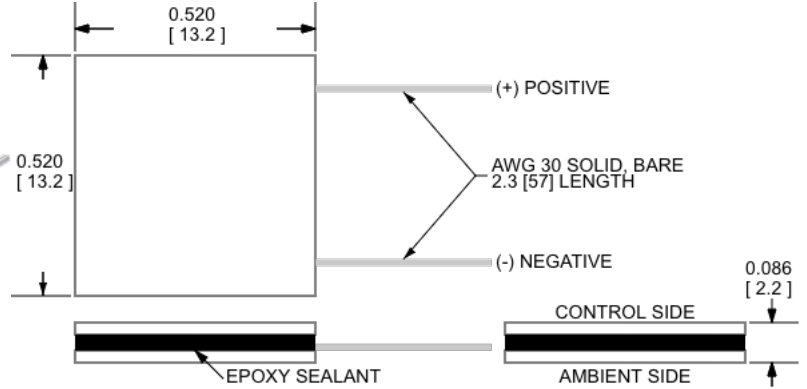 0.520
[ 13.2 ]
(+) POSITIVE
0.520
[ 13.2 ]
AWG 30 SOLID, BARE
2.3 [57] LENGTH
(-) NEGATIVE
0.086
[ 2.2 ]
CONTROL SIDE
EPOXY SEALANT
AMBIENT SIDE